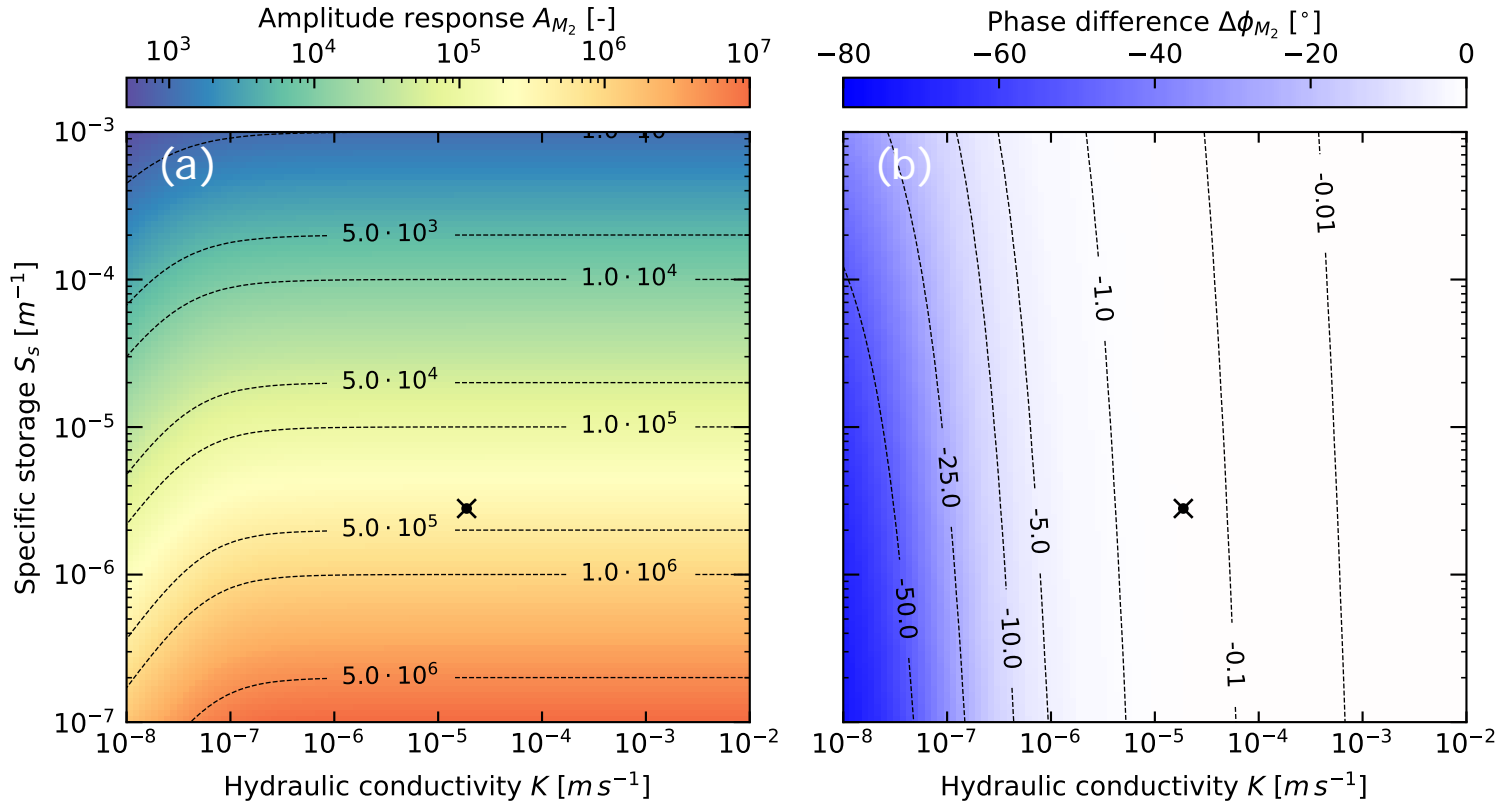 Amplitude response A_{M_2} [-]
10^3 10^4 10^5 10^6 10^7
Specific storage S_s [m^{-1}]
10^{-3}
10^{-4}
10^{-5}
10^{-6}
10^{-7}
(a)
5.0·10^3
1.0·10^4
5.0·10^4
1.0·10^5
5.0·10^5
1.0·10^6
5.0·10^6
10^{-8} 10^{-7} 10^{-6} 10^{-5} 10^{-4} 10^{-3} 10^{-2}
Hydraulic conductivity K [m s^{-1}]
Phase difference Δϕ_{M_2} [°]
−80 −60 −40 −20 0
(b)
-50.0
-25.0
-10.0
-5.0
-1.0
-0.1
-0.01
10^{-8} 10^{-7} 10^{-6} 10^{-5} 10^{-4} 10^{-3} 10^{-2}
Hydraulic conductivity K [m s^{-1}]